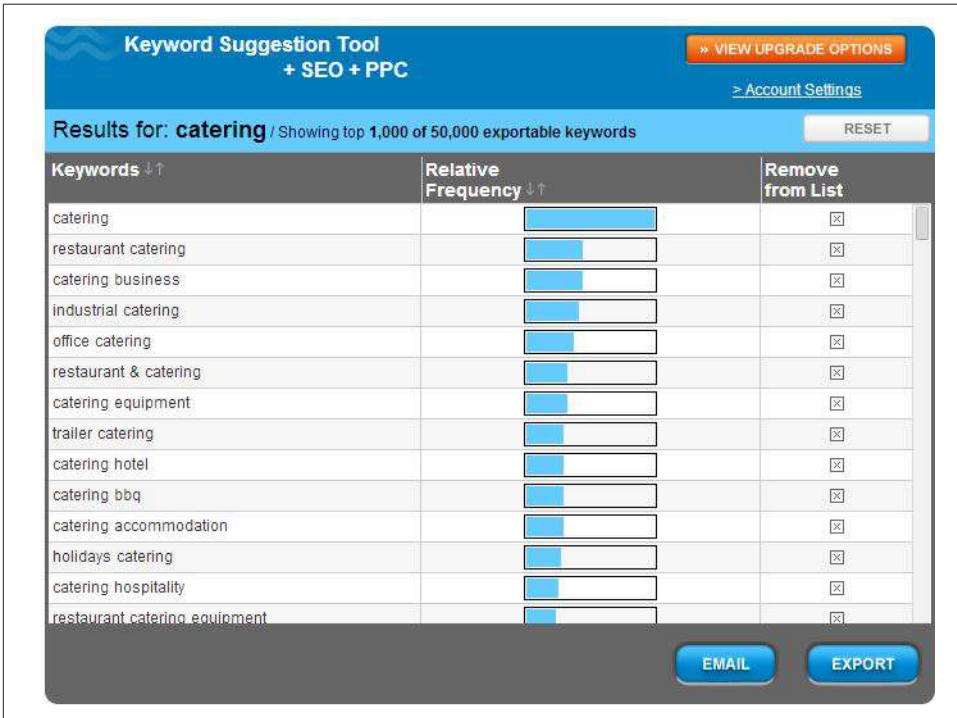 Keyword Suggestion Tool
+ SEO + PPC
» VIEW UPGRADE OPTIONS
> Account Settings
Results for: catering / Showing top 1,000 of 50,000 exportable keywords
RESET
Keywords ↓↑
Relative
Frequency ↓↑
Remove
from List
catering
restaurant catering
catering business
industrial catering
office catering
restaurant & catering
catering equipment
trailer catering
catering hotel
catering bbq
catering accommodation
holidays catering
catering hospitality
restaurant catering equipment
EMAIL
EXPORT